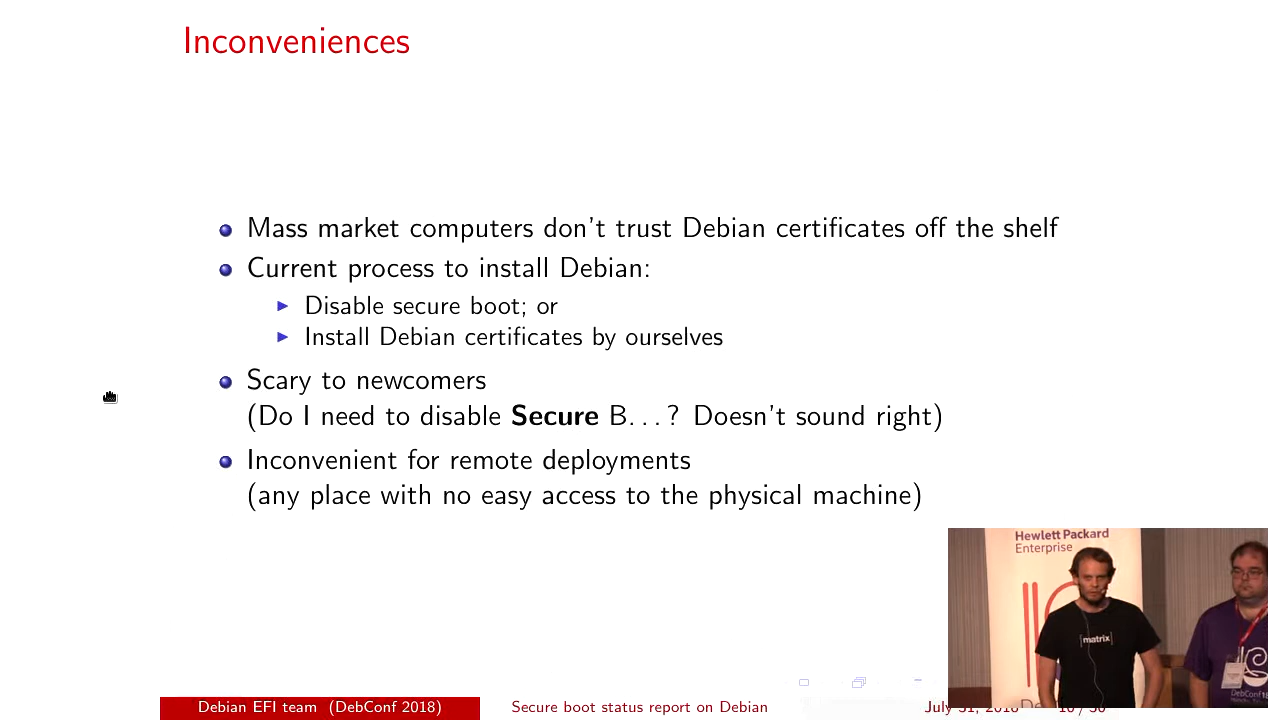 Inconveniences
Mass market computers don't trust Debian certificates off the shelf
Current process to install Debian:
Disable secure boot; or
Install Debian certificates by ourselves
Scary to newcomers
(Do I need to disable Secure B...? Doesn't sound right)
Inconvenient for remote deployments
(any place with no easy access to the physical machine)
Hewlett Packard
Enterprise
[matrix]
DebConf18
Debian EFI team (DebConf 2018)
Secure boot status report on Debian
July 31, 2018